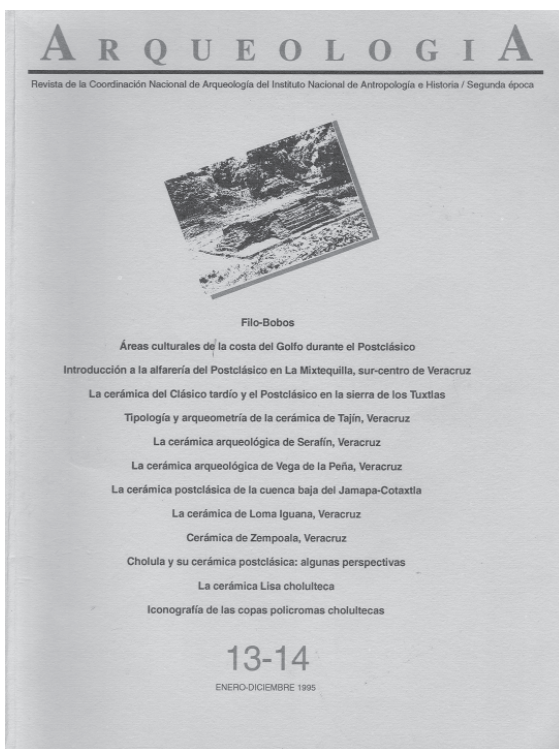 ARQUEOLOGIA
Revista de la Coordinación Nacional de Arqueología del Instituto Nacional de Antropología e Historia / Segunda época
Filo-Bobos
Áreas culturales de la costa del Golfo durante el Postclásico
Introducción a la alfarería del Postclásico en La Mixtequilla, sur-centro de Veracruz
La cerámica del Clásico tardío y el Postclásico en la sierra de los Tuxtlas
Tipología y arqueometría de la cerámica de Tajín, Veracruz
La cerámica arqueológica de Serafín, Veracruz
La cerámica arqueológica de Vega de la Peña, Veracruz
La cerámica postclásica de la cuenca baja del Jamapa-Cotaxtla
La cerámica de Loma Iguana, Veracruz
Cerámica de Zempoala, Veracruz
Cholula y su cerámica postclásica: algunas perspectivas
La cerámica Lisa cholulteca
Iconografía de las copas policromas cholultecas
13-14
ENERO-DICIEMBRE 1995